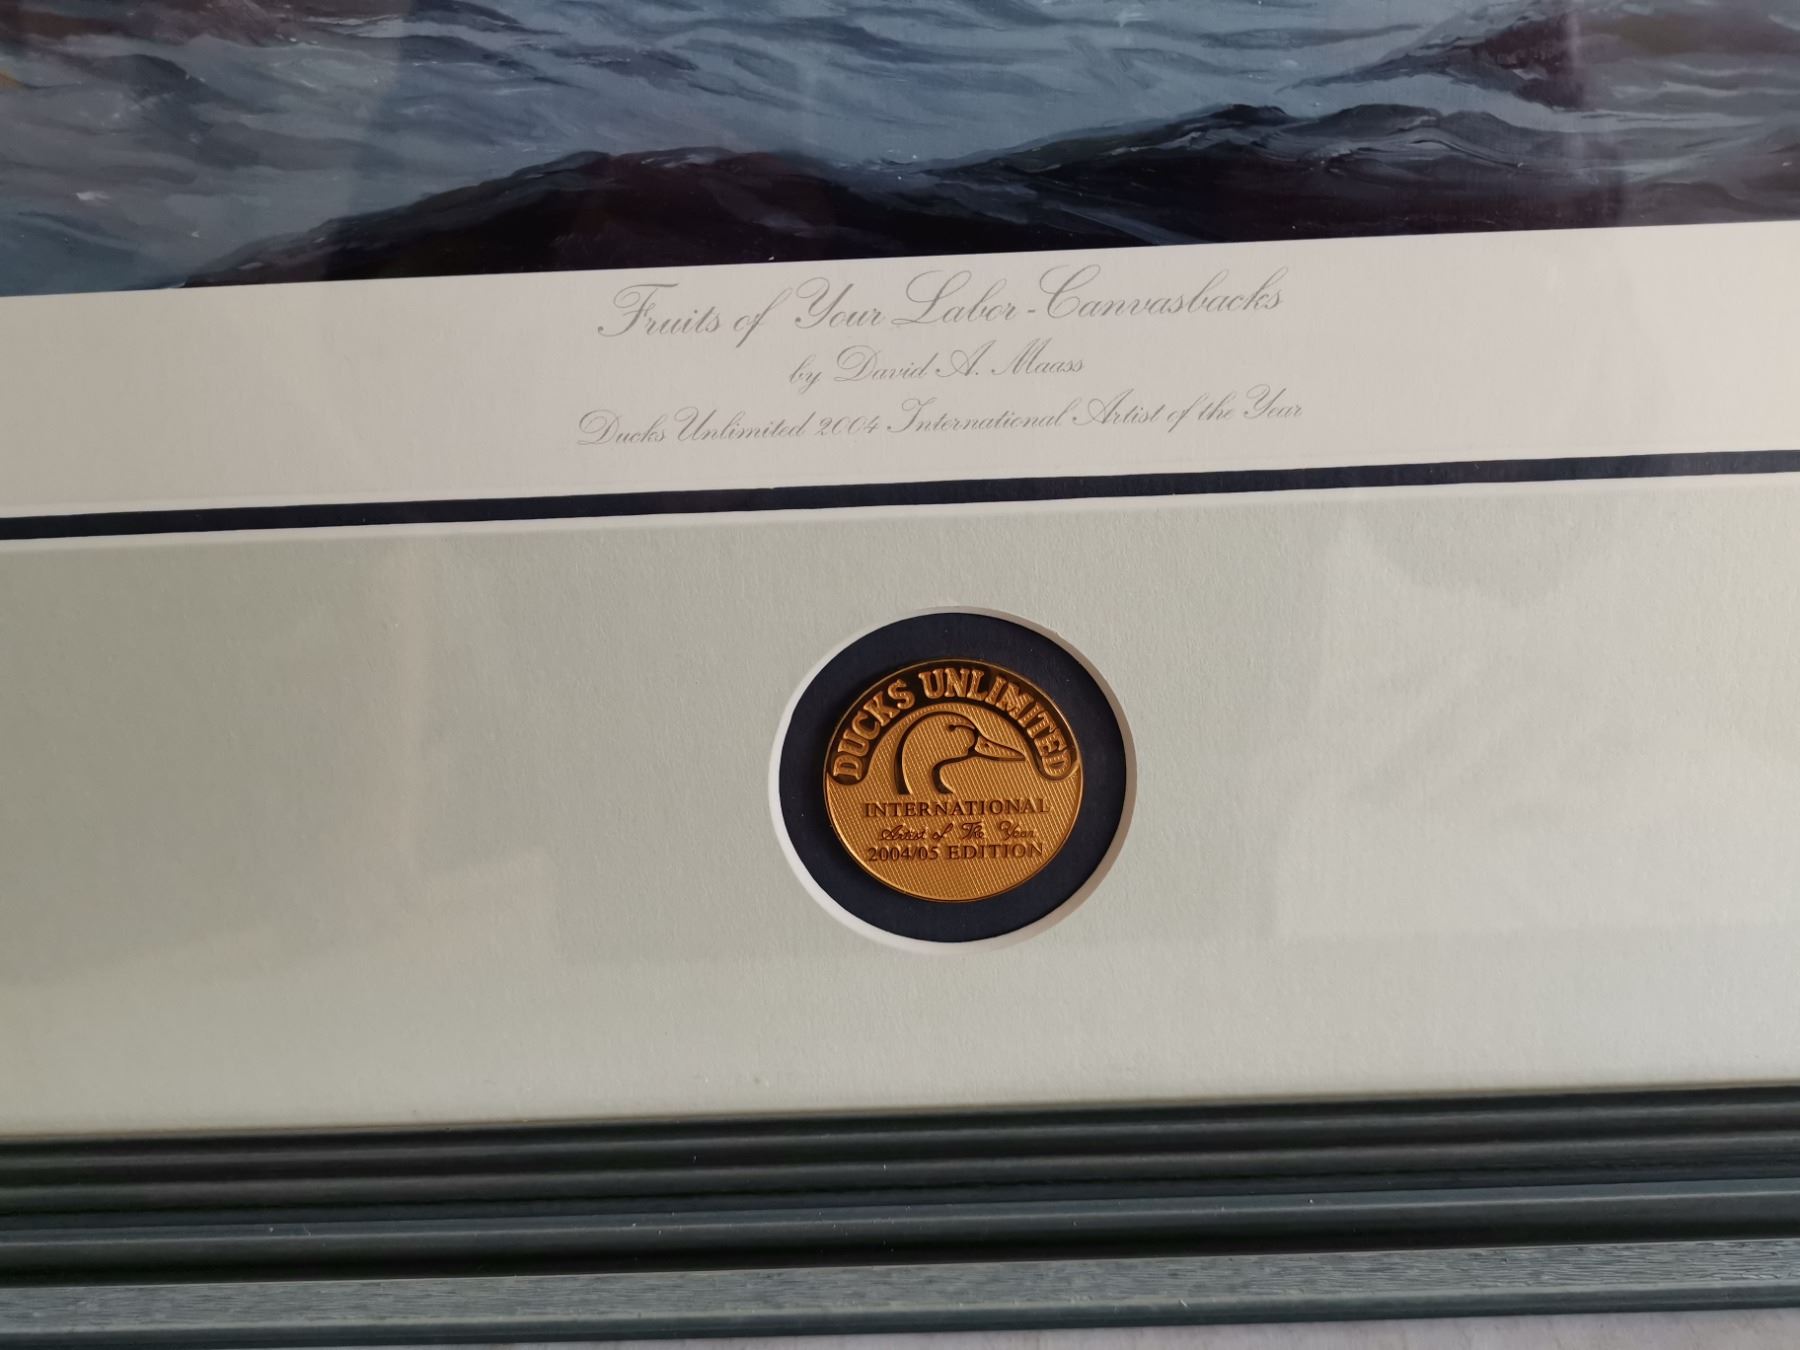 Fruits of Your Labor - Canvasbacks
by David A. Maass
Ducks Unlimited 2004 International Artist of the Year
DUCKS UNLIMITED
INTERNATIONAL
Artist of The Year
2004/05 EDITION